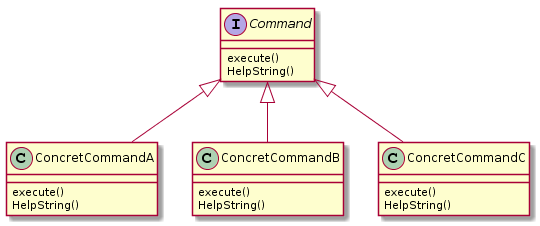 I Command
execute()
HelpString()
C ConcretCommandA
execute()
HelpString()
C ConcretCommandB
execute()
HelpString()
C ConcretCommandC
execute()
HelpString()